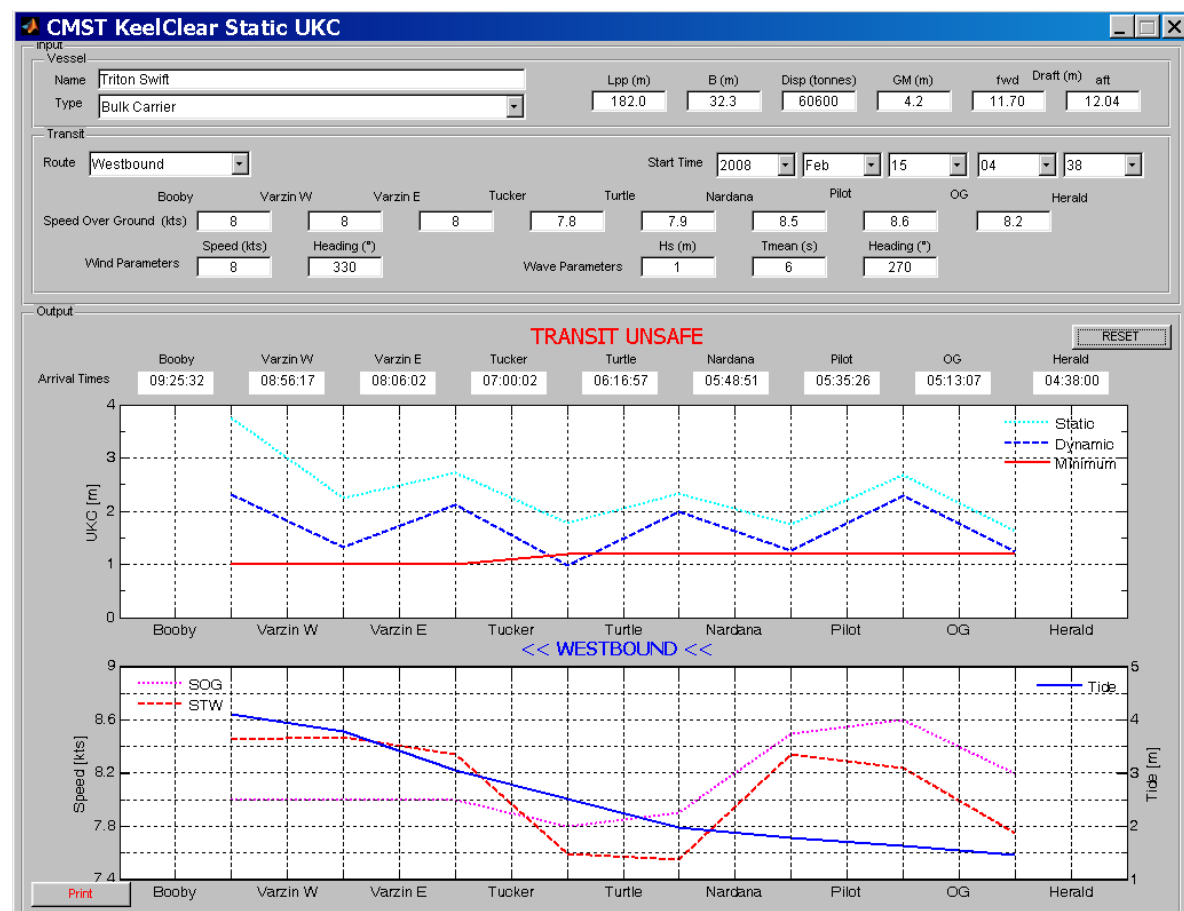 CMST KeelClear Static UKC
Input
Vessel
Name Triton Swift Lpp (m) B (m) Disp (tonnes) GM (m) fwd Draft (m) aft
Type Bulk Carrier 182.0 32.3 60600 4.2 11.70 12.04
Transit
Route Westbound Start Time 2008 Feb 15 04 38
Booby Varzin W Varzin E Tucker Turtle Nardana Pilot OG Herald
Speed Over Ground (kts) 8 8 8 7.8 7.9 8.5 8.6 8.2
Speed (kts) Heading (°) Hs (m) Tmean (s) Heading (°)
Wind Parameters 8 330 Wave Parameters 1 6 270
Output
TRANSIT UNSAFE
RESET
Booby Varzin W Varzin E Tucker Turtle Nardana Pilot OG Herald
Arrival Times 09:25:32 08:56:17 08:06:02 07:00:02 06:16:57 05:48:51 05:35:26 05:13:07 04:38:00
4
Static
Dynamic
3
Minimum
UKC [m]
2
1
0
Booby Varzin W Varzin E Tucker Turtle Nardana Pilot OG Herald
<< WESTBOUND <<
9 5
SOG Tide
STW
8.6 4
Speed [kts] Tide [m]
8.2 3
7.8 2
7.4 1
Print Booby Varzin W Varzin E Tucker Turtle Nardana Pilot OG Herald